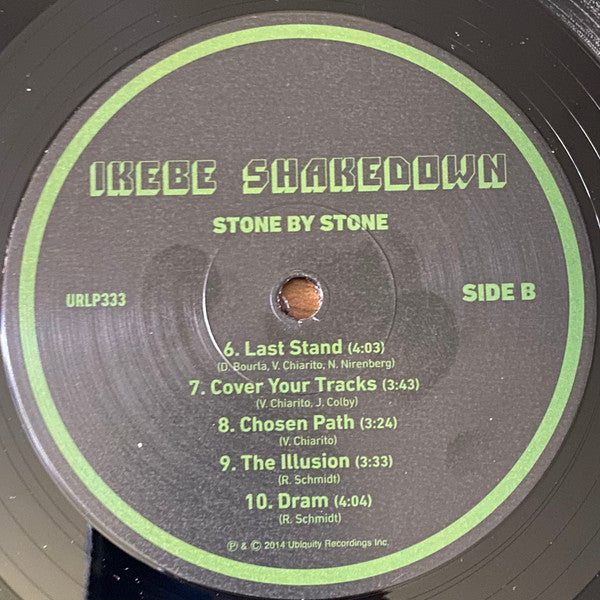 IKEBE SHAKEDOWN
STONE BY STONE
URLP333
SIDE B
6. Last Stand (4:03)
(D. Bourla, V. Chiarito, N. Nirenberg)
7. Cover Your Tracks (3:43)
(V. Chiarito, J. Colby)
8. Chosen Path (3:24)
(V. Chiarito)
9. The Illusion (3:33)
(R. Schmidt)
10. Dram (4:04)
(R. Schmidt)
℗ & © 2014 Ubiquity Recordings Inc.